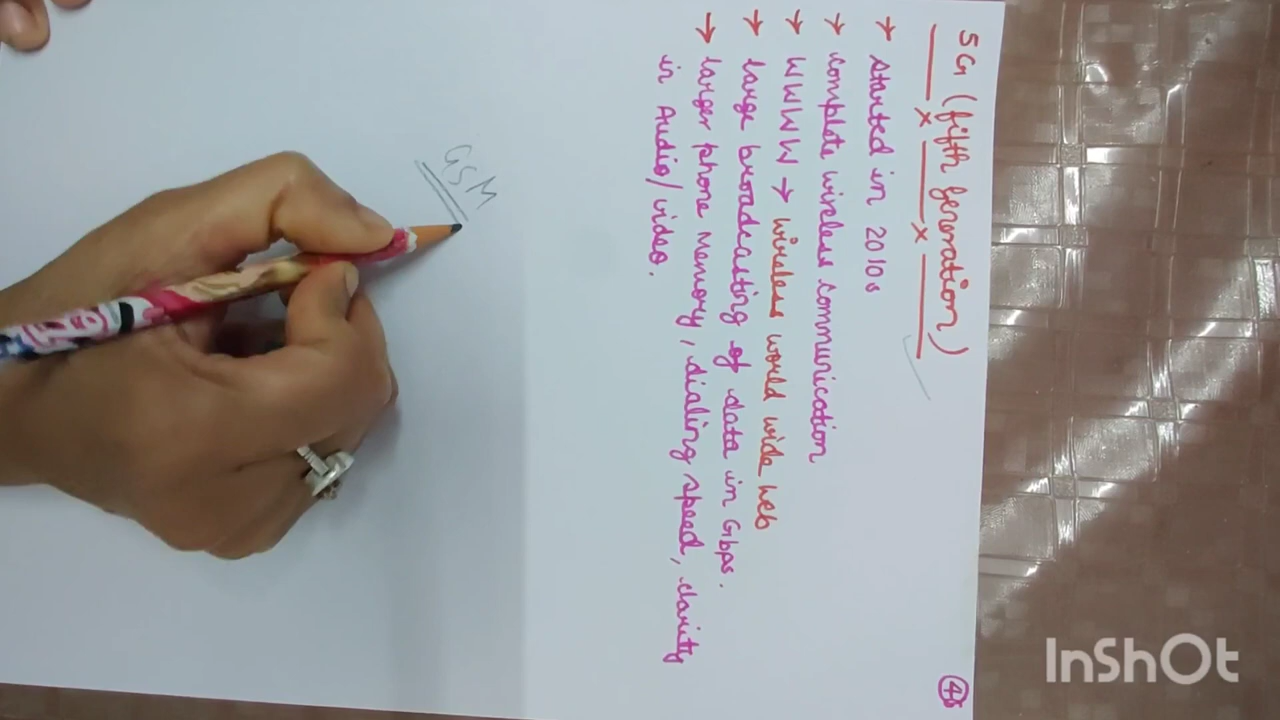 5G (fifth generation)
→ started in 2010s
→ complete wireless communication
→ WWWW → wireless world wide web
→ large broadcasting of data in Gbps.
→ larger phone memory, dialing speed, clarity
in Audio/video.
GSM
InShOt